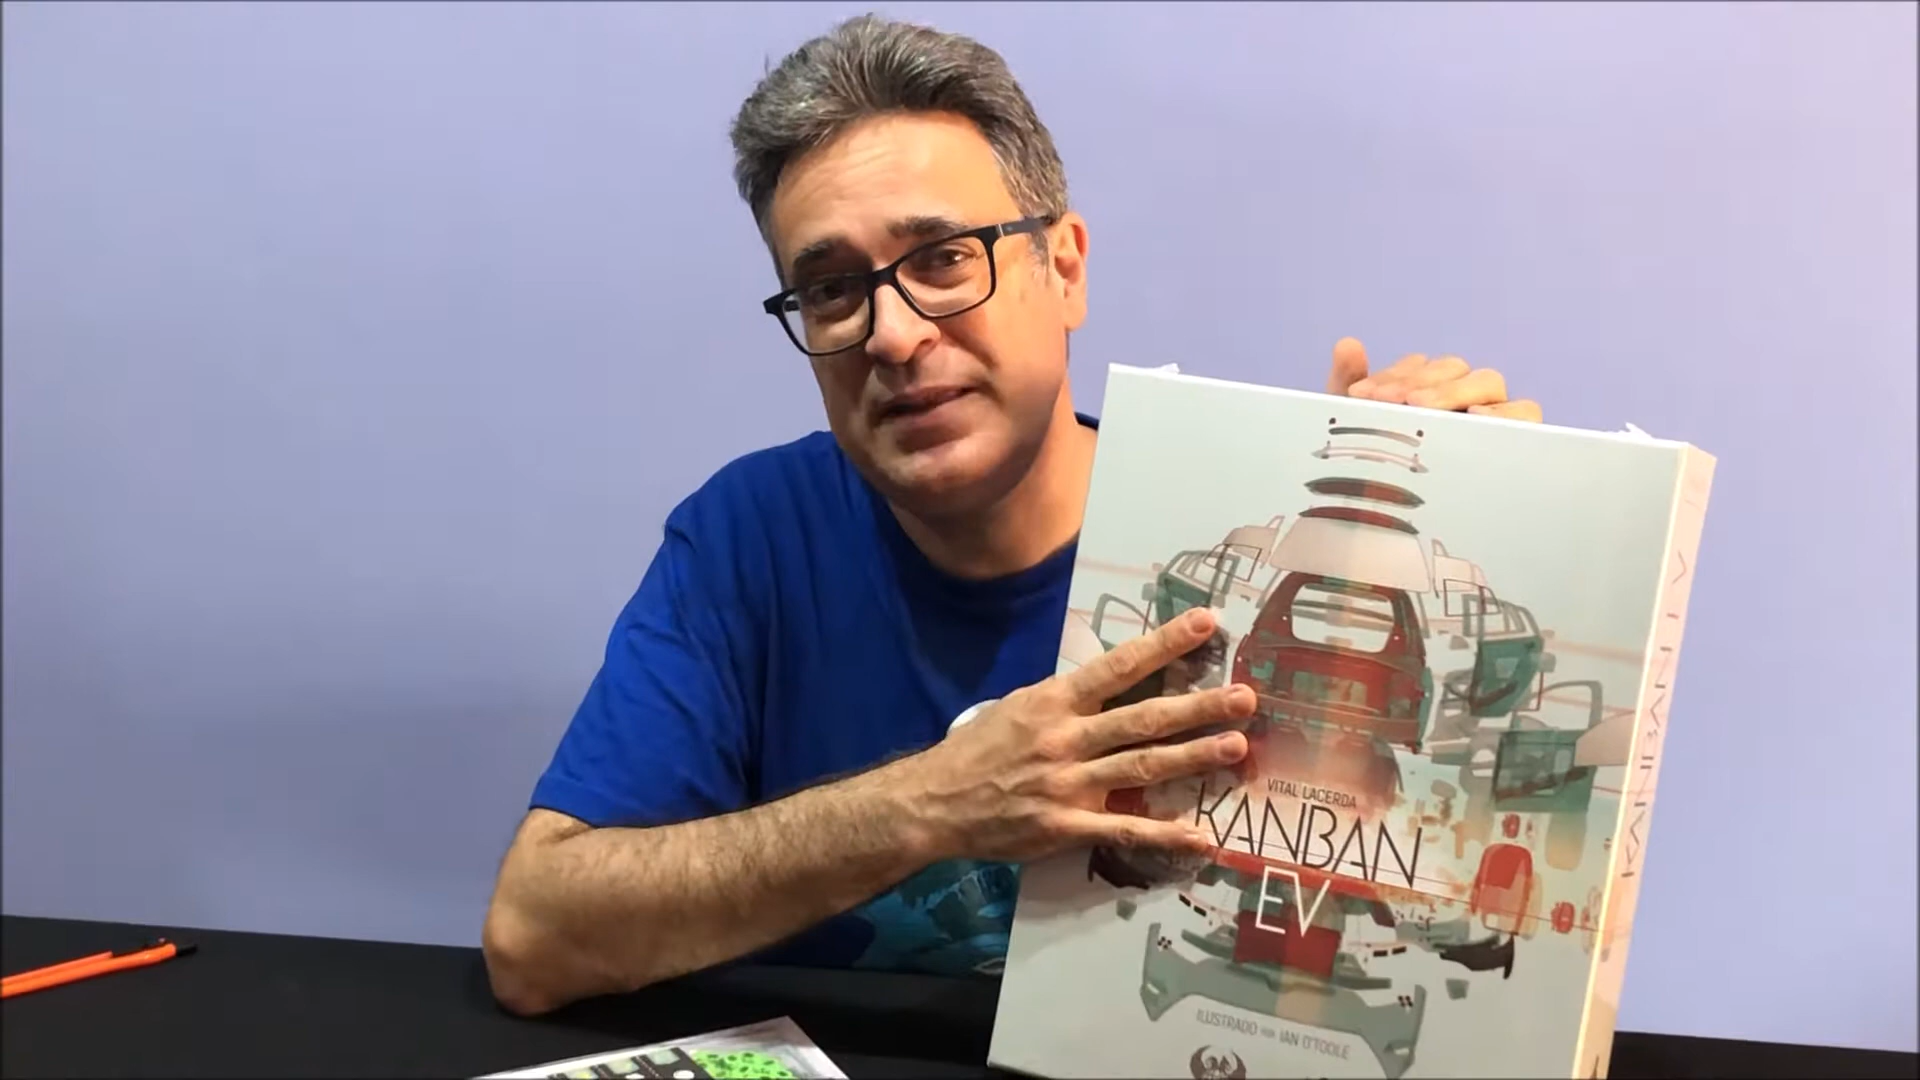 VITAL LACERDA
KANBAN
EV
ILUSTRADO POR IAN O'TOOLE
KANBAN EV